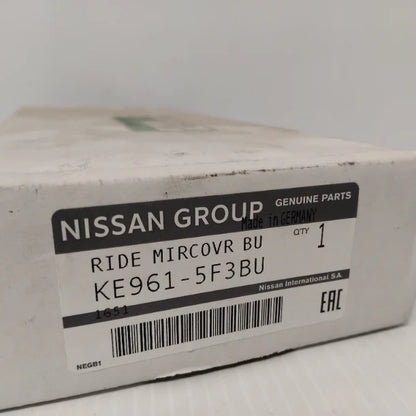 NISSAN GROUP GENUINE PARTS
Made in GERMANY
RIDE MIRCOVR BU QTY 1
KE961-5F3BU
1651
Nissan International S.A.
EAC
NEGB1